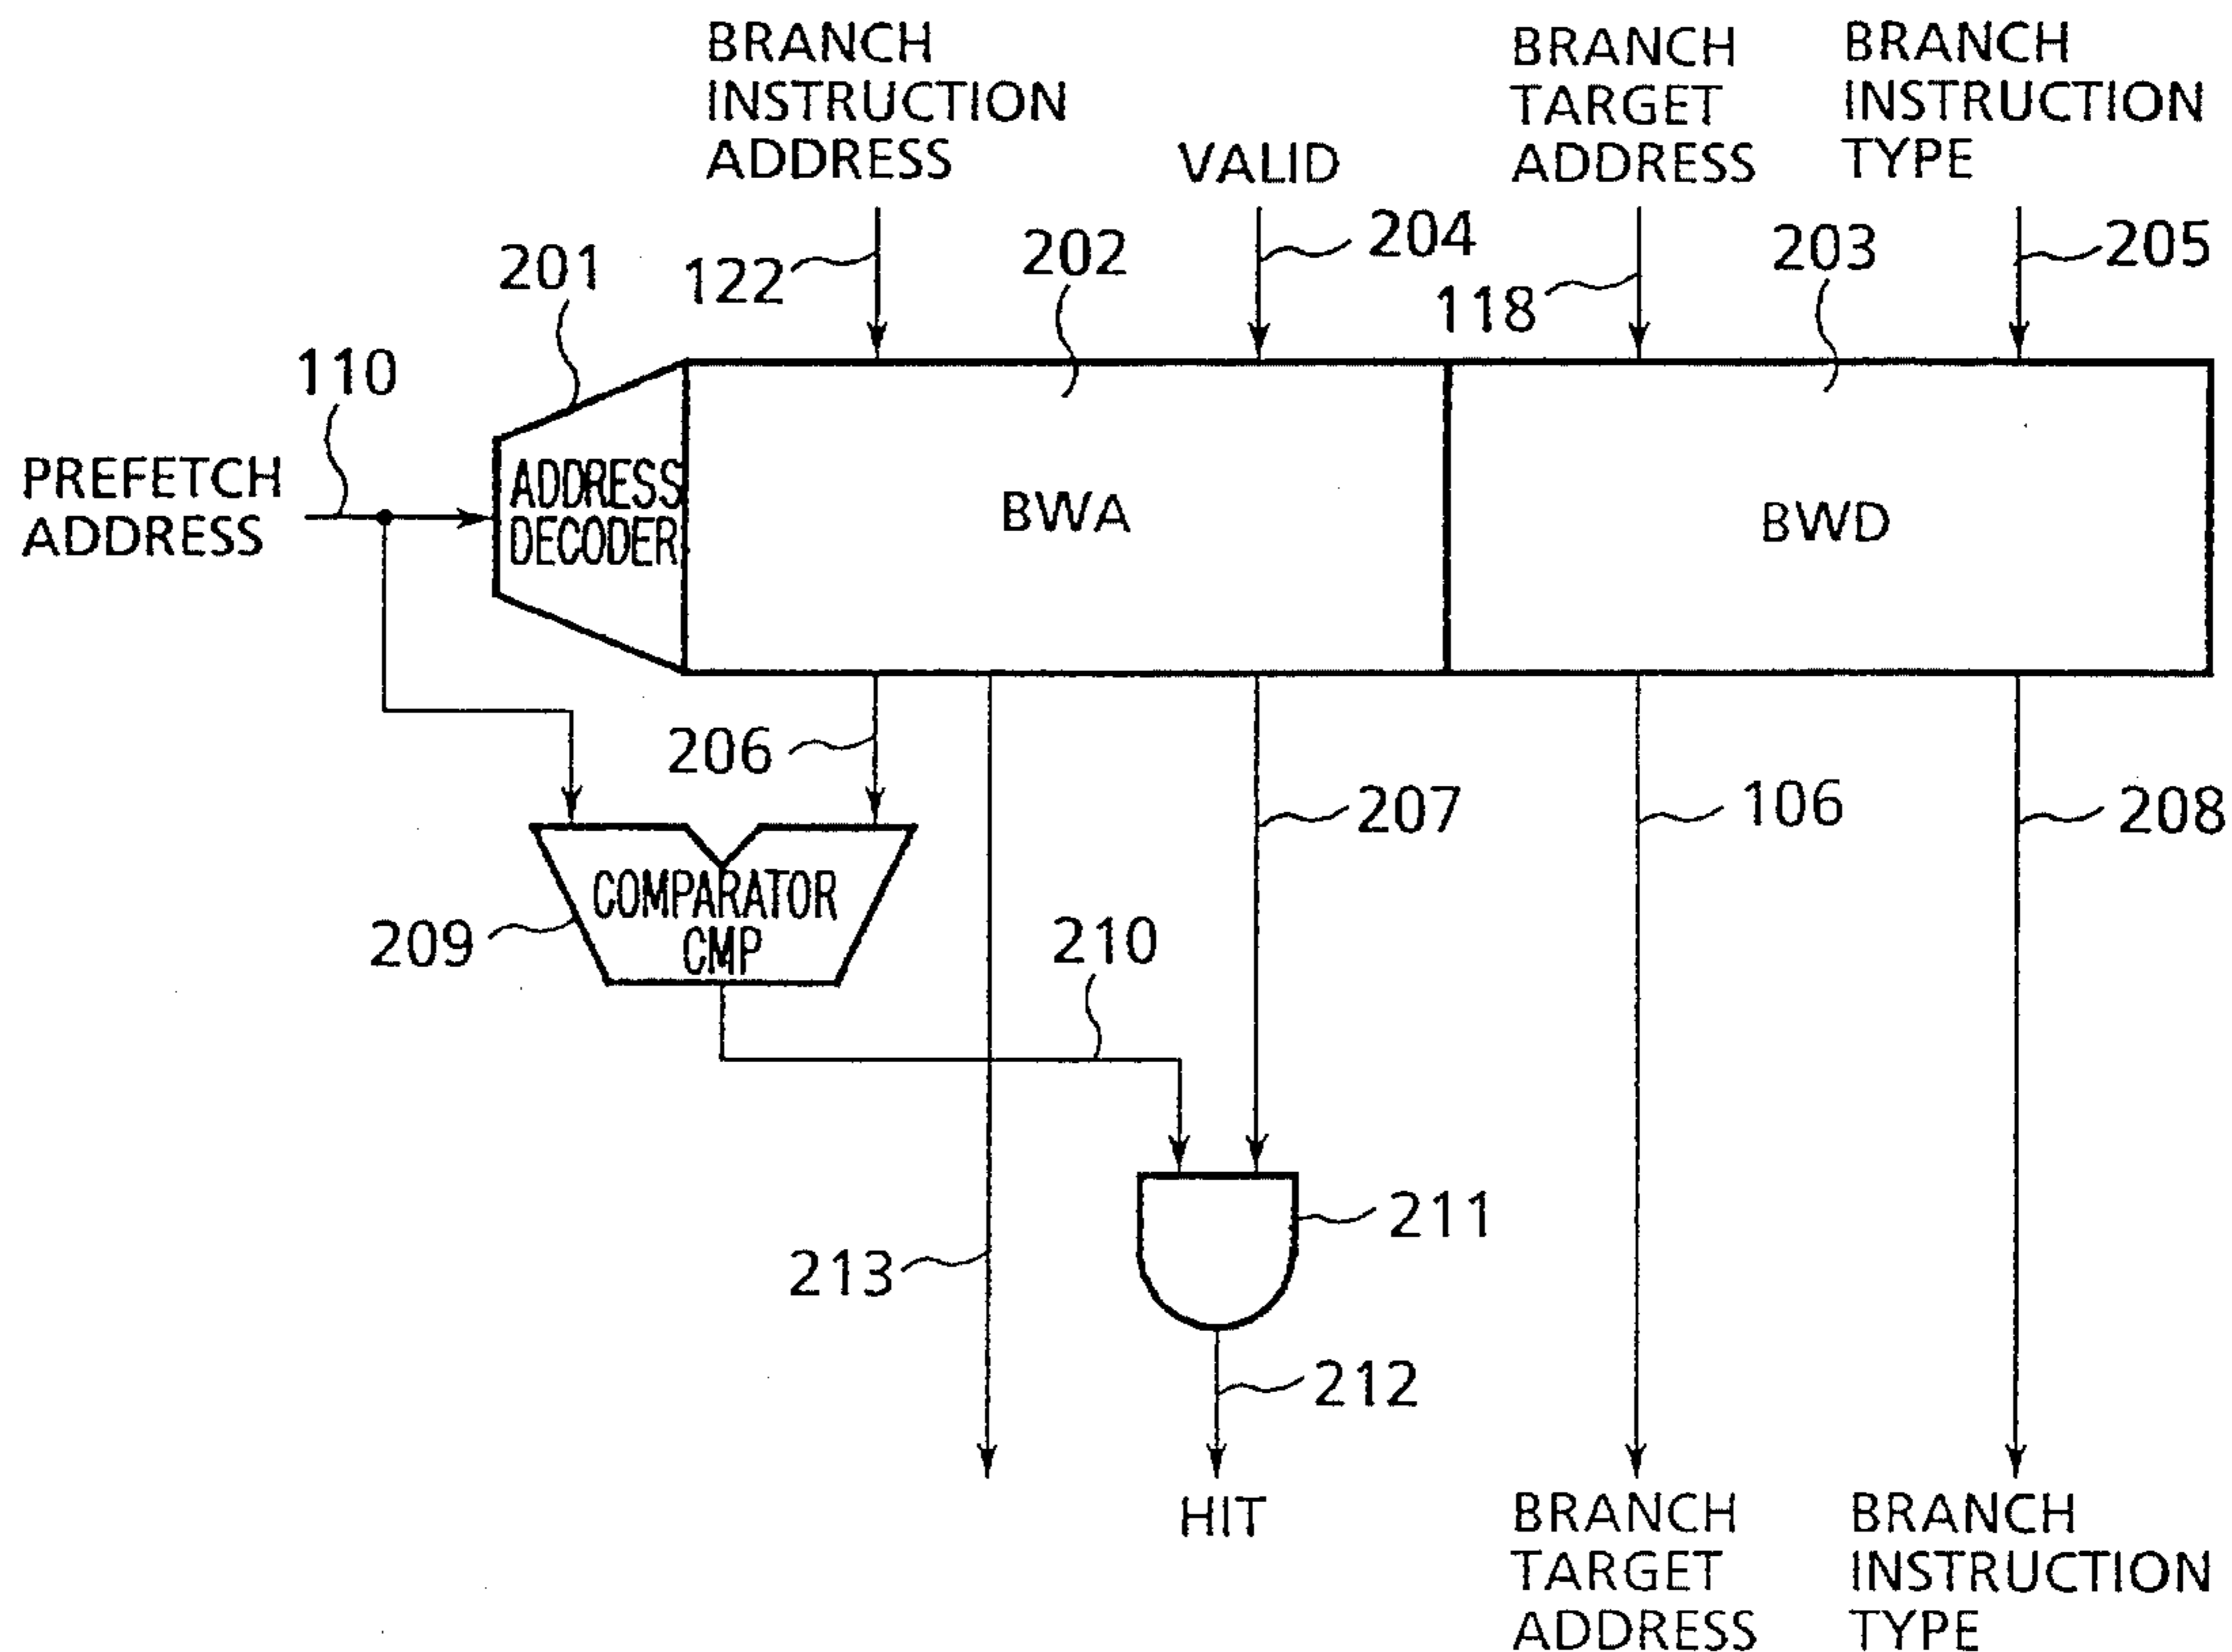 BRANCH
INSTRUCTION
ADDRESS
VALID
BRANCH
TARGET
ADDRESS
BRANCH
INSTRUCTION
TYPE
201
122
202
204
118
203
205
110
PREFETCH
ADDRESS
ADDRESS
DECODER
BWA
BWD
206
207
106
208
COMPARATOR
CMP
209
210
211
213
212
HIT
BRANCH
TARGET
ADDRESS
BRANCH
INSTRUCTION
TYPE